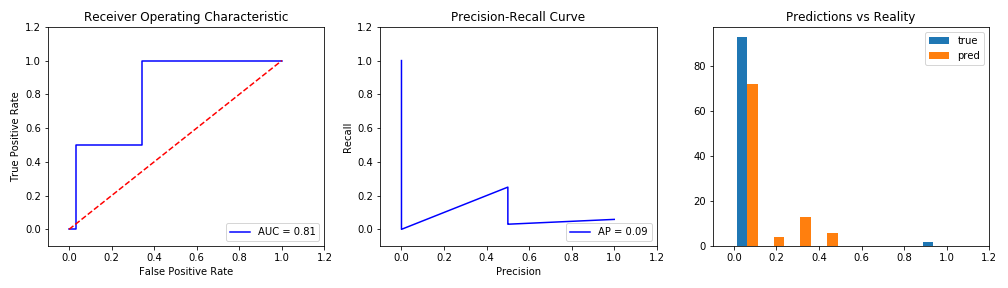 Receiver Operating Characteristic
1.2
1.0
0.8
0.6
0.4
0.2
0.0
True Positive Rate
AUC = 0.81
0.0 0.2 0.4 0.6 0.8 1.0 1.2
False Positive Rate
Precision-Recall Curve
1.2
1.0
0.8
0.6
0.4
0.2
0.0
Recall
AP = 0.09
0.0 0.2 0.4 0.6 0.8 1.0 1.2
Precision
Predictions vs Reality
true
pred
80
60
40
20
0
0.0 0.2 0.4 0.6 0.8 1.0 1.2